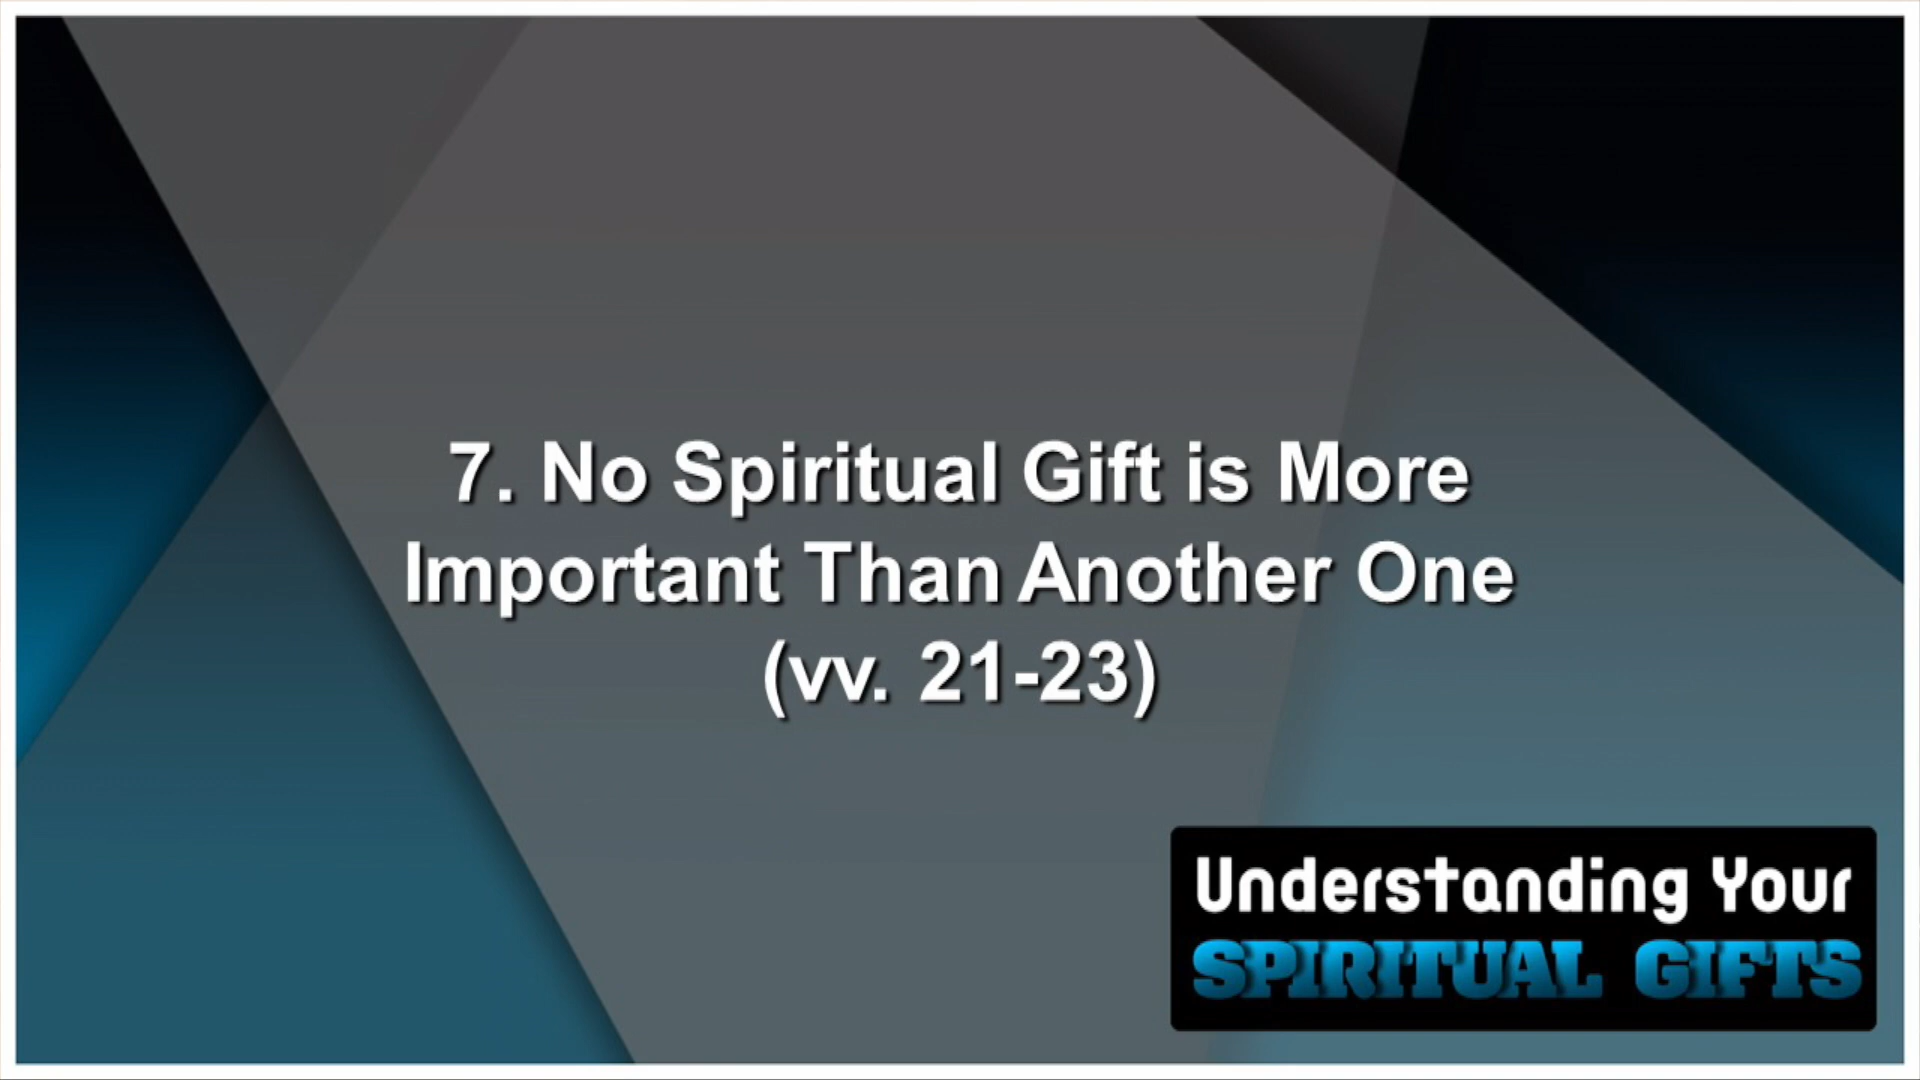 7. No Spiritual Gift is More
Important Than Another One
(vv. 21-23)
Understanding Your
SPIRITUAL GIFTS